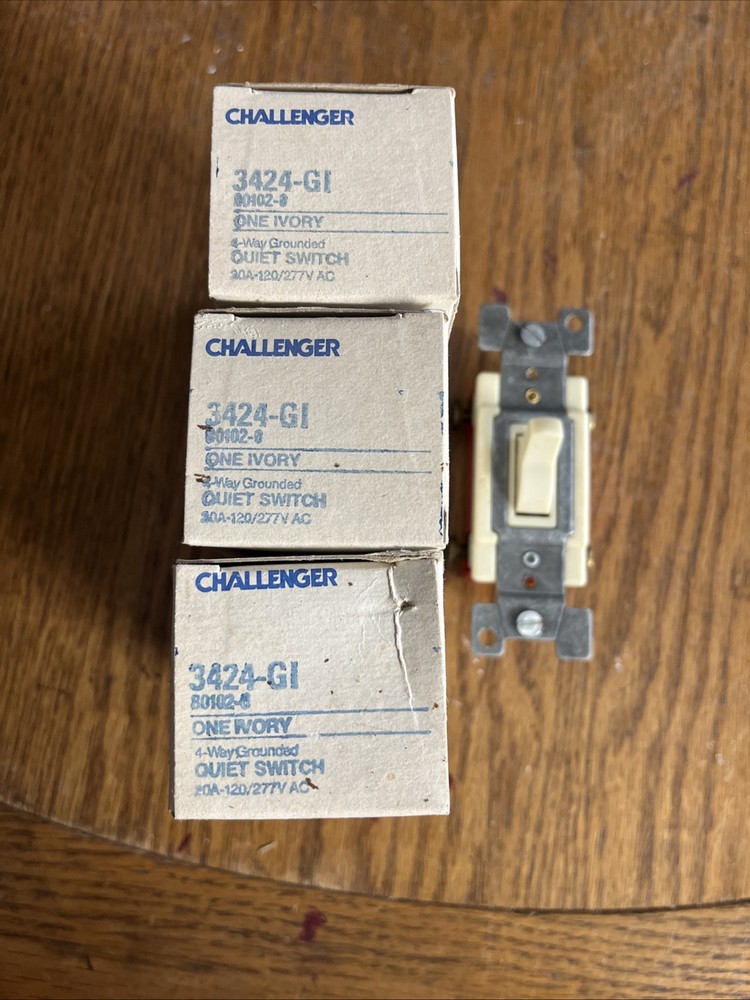 CHALLENGER
3424-GI
80102-8
ONE IVORY
4-Way Grounded
QUIET SWITCH
20A-120/277V AC
CHALLENGER
3424-GI
80102-8
ONE IVORY
4-Way Grounded
QUIET SWITCH
20A-120/277V AC
CHALLENGER
3424-GI
80102-8
ONE IVORY
4-Way Grounded
QUIET SWITCH
20A-120/277V AC